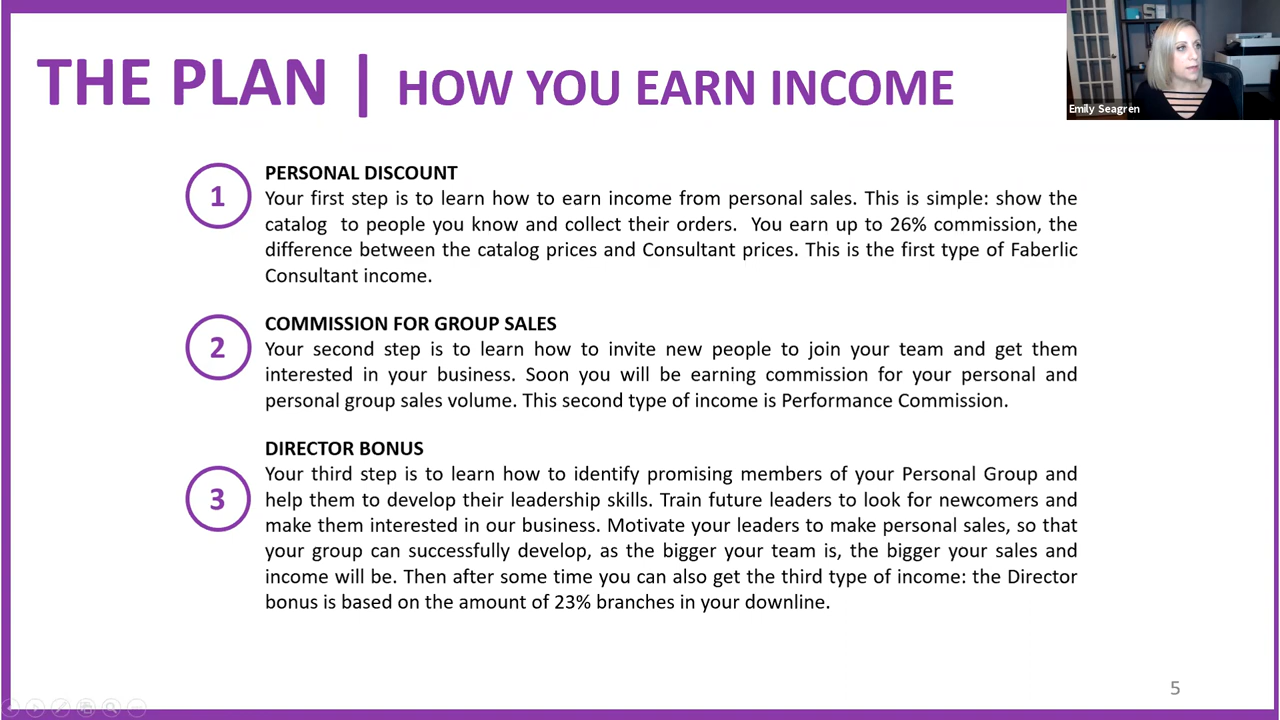 THE PLAN | HOW YOU EARN INCOME
Emily Seagren
1
PERSONAL DISCOUNT
Your first step is to learn how to earn income from personal sales. This is simple: show the
catalog to people you know and collect their orders. You earn up to 26% commission, the
difference between the catalog prices and Consultant prices. This is the first type of Faberlic
Consultant income.
2
COMMISSION FOR GROUP SALES
Your second step is to learn how to invite new people to join your team and get them
interested in your business. Soon you will be earning commission for your personal and
personal group sales volume. This second type of income is Performance Commission.
3
DIRECTOR BONUS
Your third step is to learn how to identify promising members of your Personal Group and
help them to develop their leadership skills. Train future leaders to look for newcomers and
make them interested in our business. Motivate your leaders to make personal sales, so that
your group can successfully develop, as the bigger your team is, the bigger your sales and
income will be. Then after some time you can also get the third type of income: the Director
bonus is based on the amount of 23% branches in your downline.
5